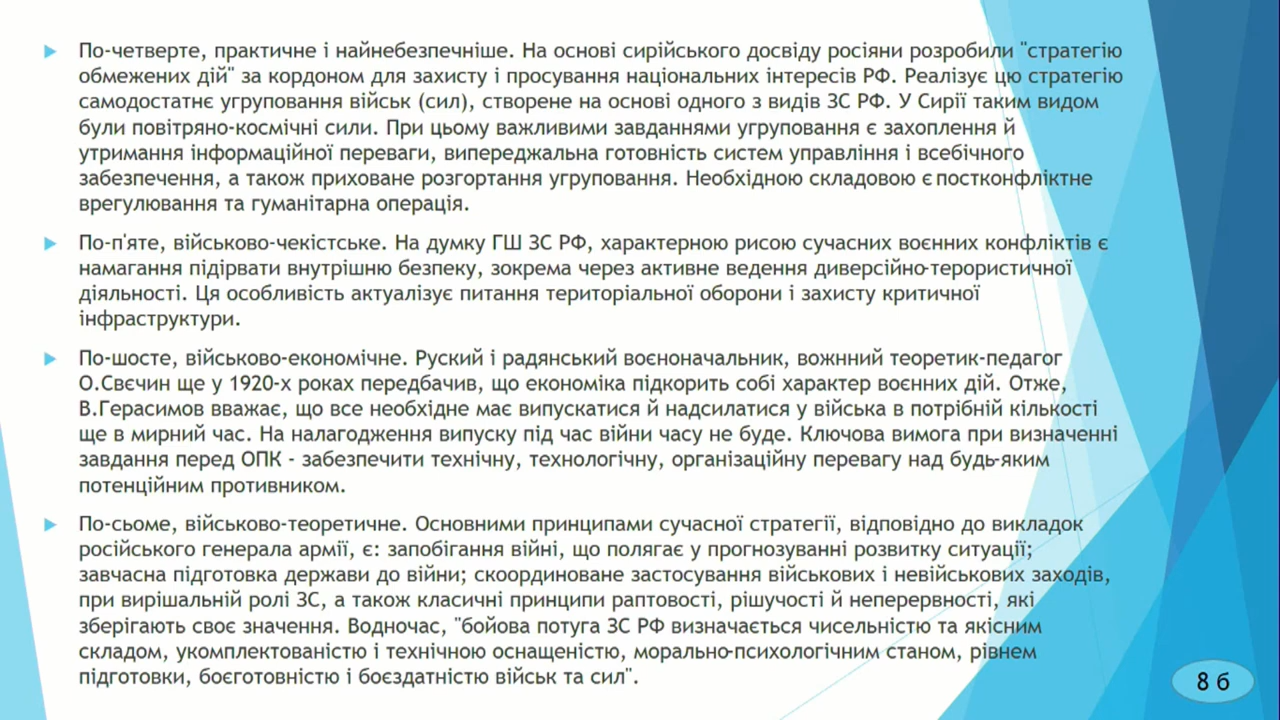 По-четверте, практичне і найнебезпечніше. На основі сирійського досвіду росіяни розробили "стратегію
обмежених дій" за кордоном для захисту і просування національних інтересів РФ. Реалізує цю стратегію
самодостатнє угруповання військ (сил), створене на основі одного з видів ЗС РФ. У Сирії таким видом
були повітряно-космічні сили. При цьому важливими завданнями угруповання є захоплення й
утримання інформаційної переваги, випереджальна готовність систем управління і всебічного
забезпечення, а також приховане розгортання угруповання. Необхідною складовою є постконфліктне
врегулювання та гуманітарна операція.
По-п'яте, військово-чекістське. На думку ГШ ЗС РФ, характерною рисою сучасних воєнних конфліктів є
намагання підірвати внутрішню безпеку, зокрема через активне ведення диверсійно-терористичної
діяльності. Ця особливість актуалізує питання територіальної оборони і захисту критичної
інфраструктури.
По-шосте, військово-економічне. Руский і радянський воєноначальник, вожнний теоретик-педагог
О.Свєчин ще у 1920-х роках передбачив, що економіка підкорить собі характер воєнних дій. Отже,
В.Герасимов вважає, що все необхідне має випускатися й надсилатися у війська в потрібній кількості
ще в мирний час. На налагодження випуску під час війни часу не буде. Ключова вимога при визначенні
завдання перед ОПК - забезпечити технічну, технологічну, організаційну перевагу над будь-яким
потенційним противником.
По-сьоме, військово-теоретичне. Основними принципами сучасної стратегії, відповідно до викладок
російського генерала армії, є: запобігання війні, що полягає у прогнозуванні розвитку ситуації;
завчасна підготовка держави до війни; скоординоване застосування військових і невійськових заходів,
при вирішальній ролі ЗС, а також класичні принципи раптовості, рішучості й неперервності, які
зберігають своє значення. Водночас, "бойова потуга ЗС РФ визначається чисельністю та якісним
складом, укомплектованістю і технічною оснащеністю, морально-психологічним станом, рівнем
підготовки, боєготовністю і боєздатністю військ та сил".
8 б